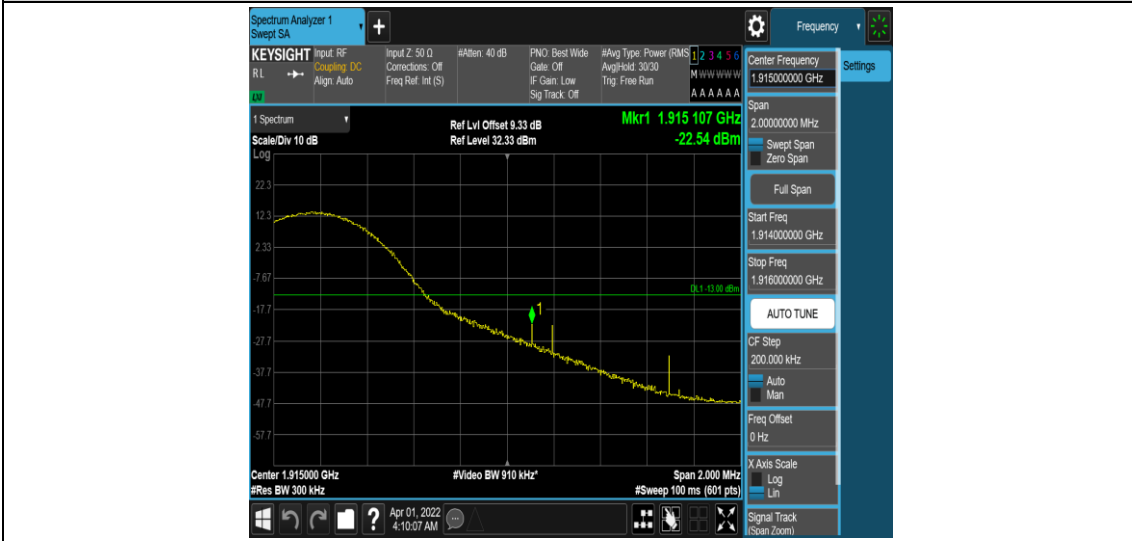 Spectrum Analyzer 1
Swept SA
+
Frequency
KEYSIGHT Input: RF Input Z: 50 Ω #Atten: 40 dB PNO: Best Wide #Avg Type: Power (RMS 1 2 3 4 5 6
RL Coupling: DC Corrections: Off Gate: Off Avg|Hold: 30/30 M W W W W W
Align: Auto Freq Ref: Int (S) IF Gain: Low Trig: Free Run
Sig Track: Off A A A A A A
1 Spectrum
Scale/Div 10 dB
Ref Lvl Offset 9.33 dB
Ref Level 32.33 dBm
Mkr1 1.915 107 GHz
-22.54 dBm
Log
22.3
12.3
2.33
-7.67
DL1 -13.00 dBm
-17.7
1
-27.7
-37.7
-47.7
-57.7
Center 1.915000 GHz #Video BW 910 kHz* Span 2.000 MHz
#Res BW 300 kHz #Sweep 100 ms (601 pts)
? Apr 01, 2022
4:10:07 AM
Center Frequency
1.915000000 GHz
Settings
Span
2.00000000 MHz
Swept Span
Zero Span
Full Span
Start Freq
1.914000000 GHz
Stop Freq
1.916000000 GHz
AUTO TUNE
CF Step
200.000 kHz
Auto
Man
Freq Offset
0 Hz
X Axis Scale
Log
Lin
Signal Track
(Span Zoom)